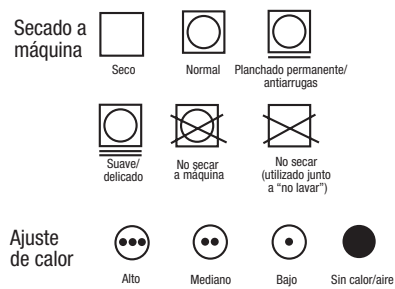 Secado a
máquina
Seco
Normal
Planchado permanente/
antiarrugas
Suave/
delicado
No secar
a máquina
No secar
(utilizado junto
a “no lavar”)
Ajuste
de calor
Alto
Mediano
Bajo
Sin calor/aire